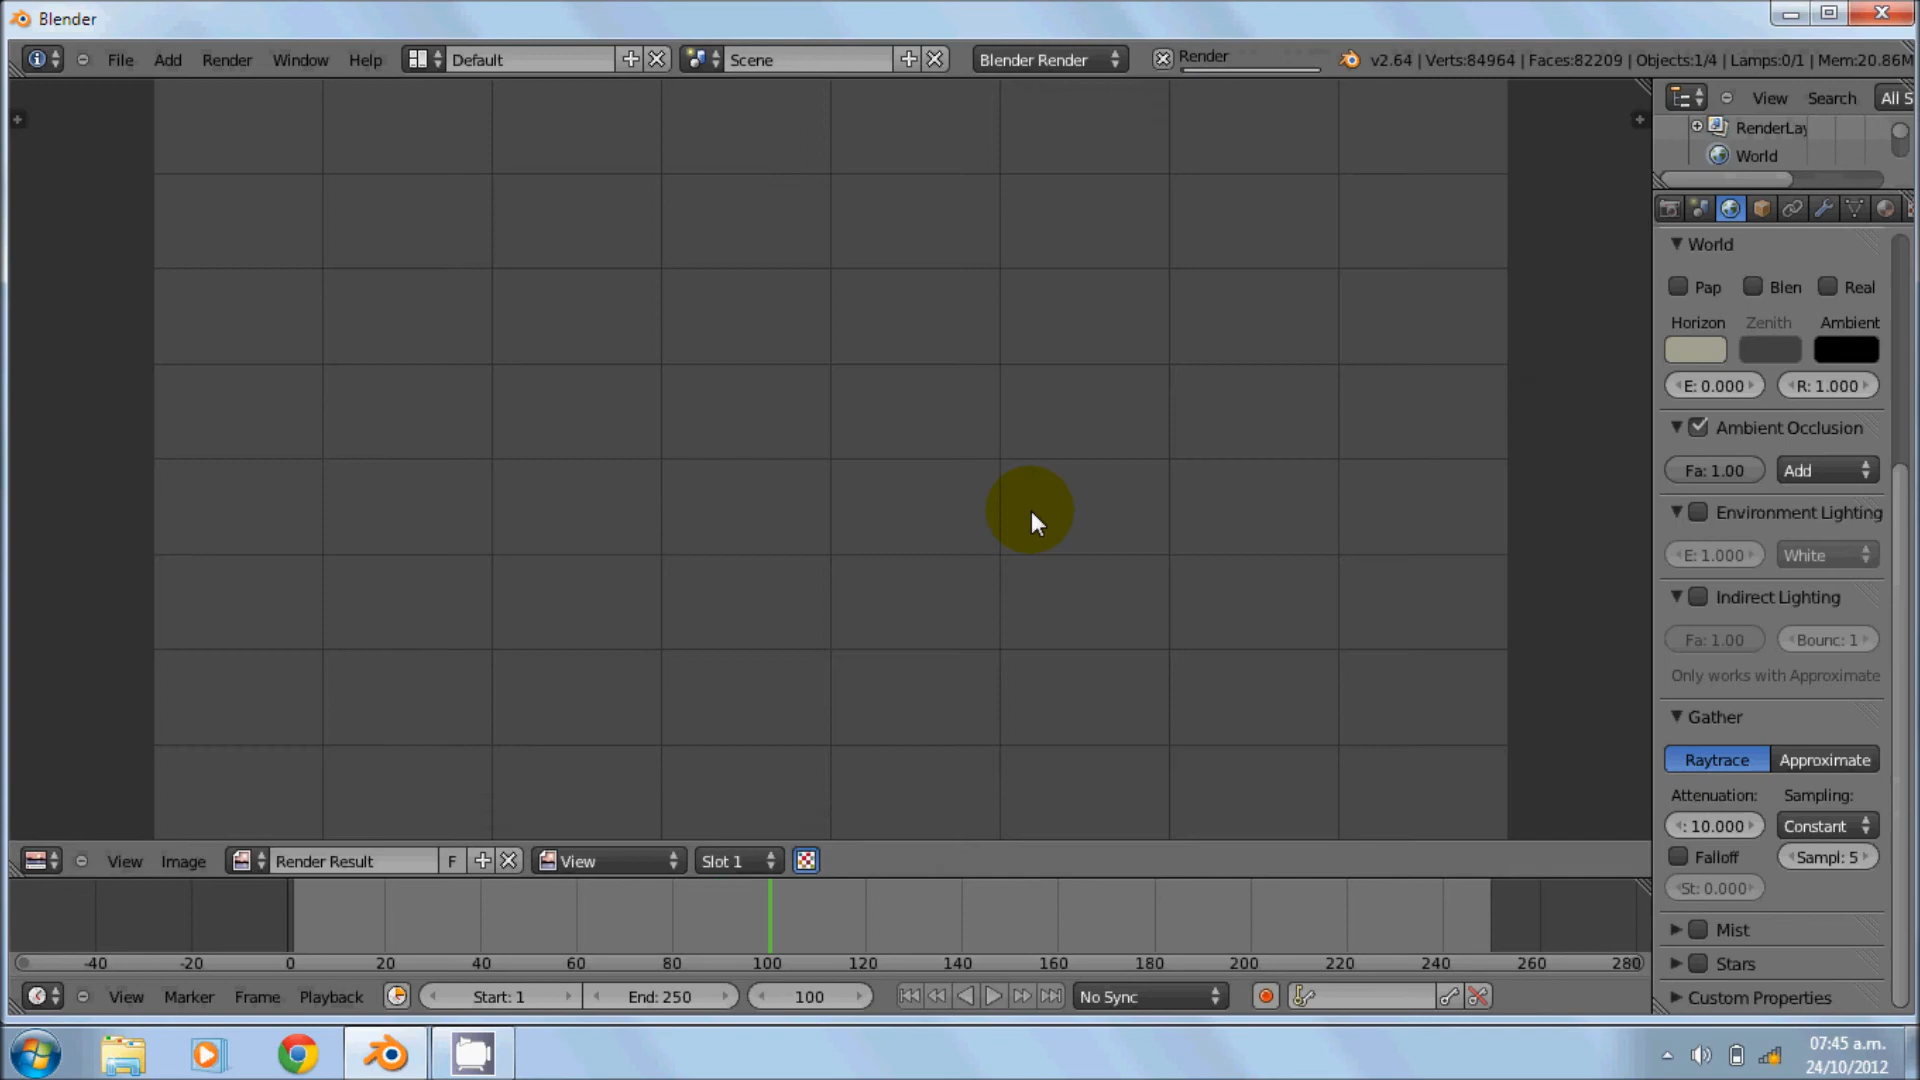 Blender
File Add Render Window Help Default Scene Blender Render Render v2.64 | Verts:84964 | Faces:82209 | Objects:1/4 | Lamps:0/1 | Mem:20.86M
View Search All S
RenderLay
World
World
Pap Blen Real
Horizon Zenith Ambient
E: 0.000 R: 1.000
Ambient Occlusion
Fa: 1.00 Add
Environment Lighting
E: 1.000 White
Indirect Lighting
Fa: 1.00 Bounc: 1
Only works with Approximate
Gather
Raytrace Approximate
Attenuation: Sampling:
: 10.000 Constant
Falloff Sampl: 5
St: 0.000
Mist
Stars
Custom Properties
View Image Render Result F View Slot 1
-40 -20 0 20 40 60 80 100 120 140 160 180 200 220 240 260 280
View Marker Frame Playback Start: 1 End: 250 100 No Sync
07:45 a.m.
24/10/2012